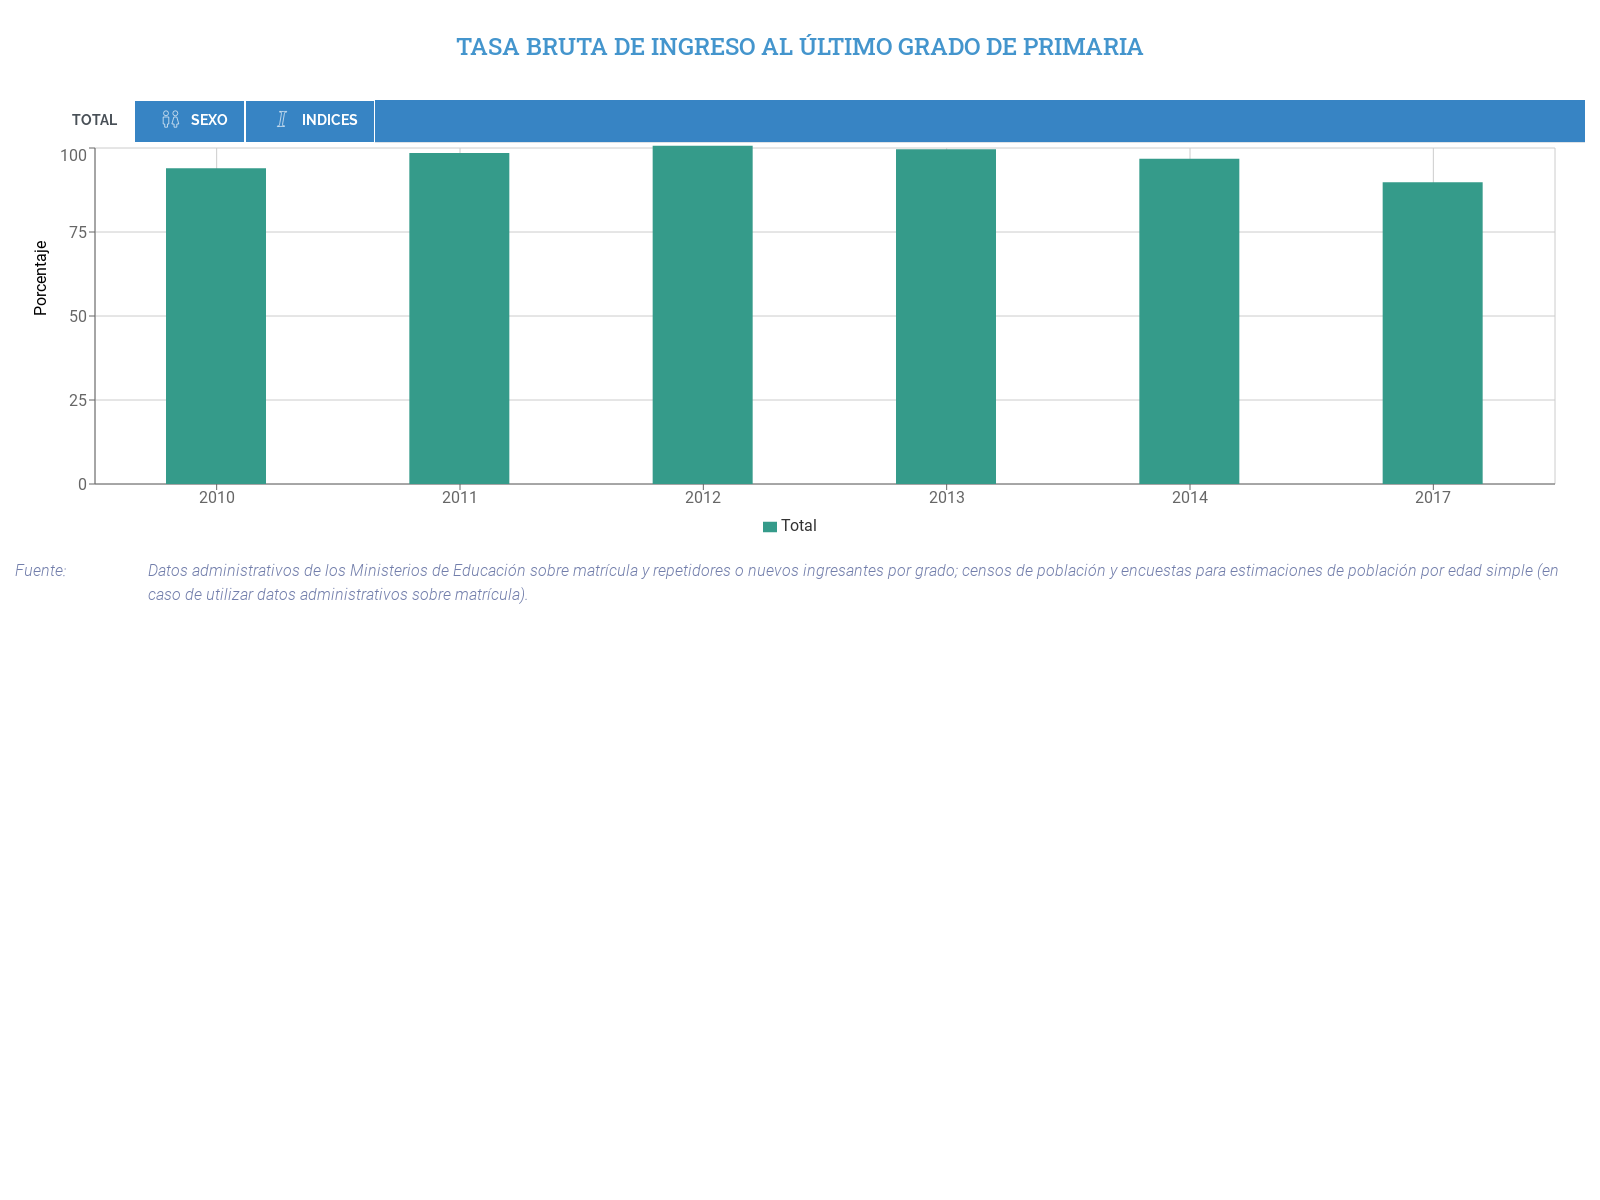 TASA BRUTA DE INGRESO AL ÚLTIMO GRADO DE PRIMARIA
TOTAL SEXO INDICES
100
75
50
25
0
Porcentaje
2010 2011 2012 2013 2014 2017
Total
Fuente: Datos administrativos de los Ministerios de Educación sobre matrícula y repetidores o nuevos ingresantes por grado; censos de población y encuestas para estimaciones de población por edad simple (en
caso de utilizar datos administrativos sobre matrícula).